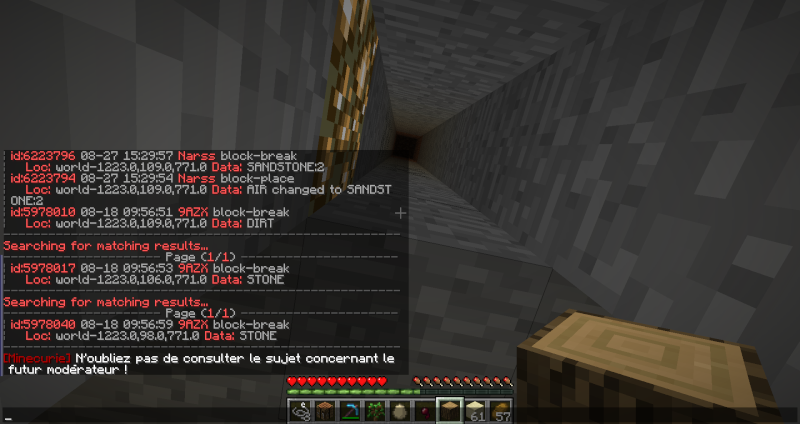 id:6223796 08-27 15:29:57 Narss block-break
Loc: world-1223.0,109.0,771.0 Data: SANDSTONE:2
id:6223794 08-27 15:29:54 Narss block-place
Loc: world-1223.0,109.0,771.0 Data: AIR changed to SANDST
ONE:2
id:5978010 08-18 09:56:51 9AZX block-break
Loc: world-1223.0,109.0,771.0 Data: DIRT
Searching for matching results...
Page (1/1)
id:5978017 08-18 09:56:53 9AZX block-break
Loc: world-1223.0,106.0,771.0 Data: STONE
Searching for matching results...
Page (1/1)
id:5978040 08-18 09:56:59 9AZX block-break
Loc: world-1223.0,98.0,771.0 Data: STONE
[Minecurie] N'oubliez pas de consulter le sujet concernant le
futur modérateur !
61 57